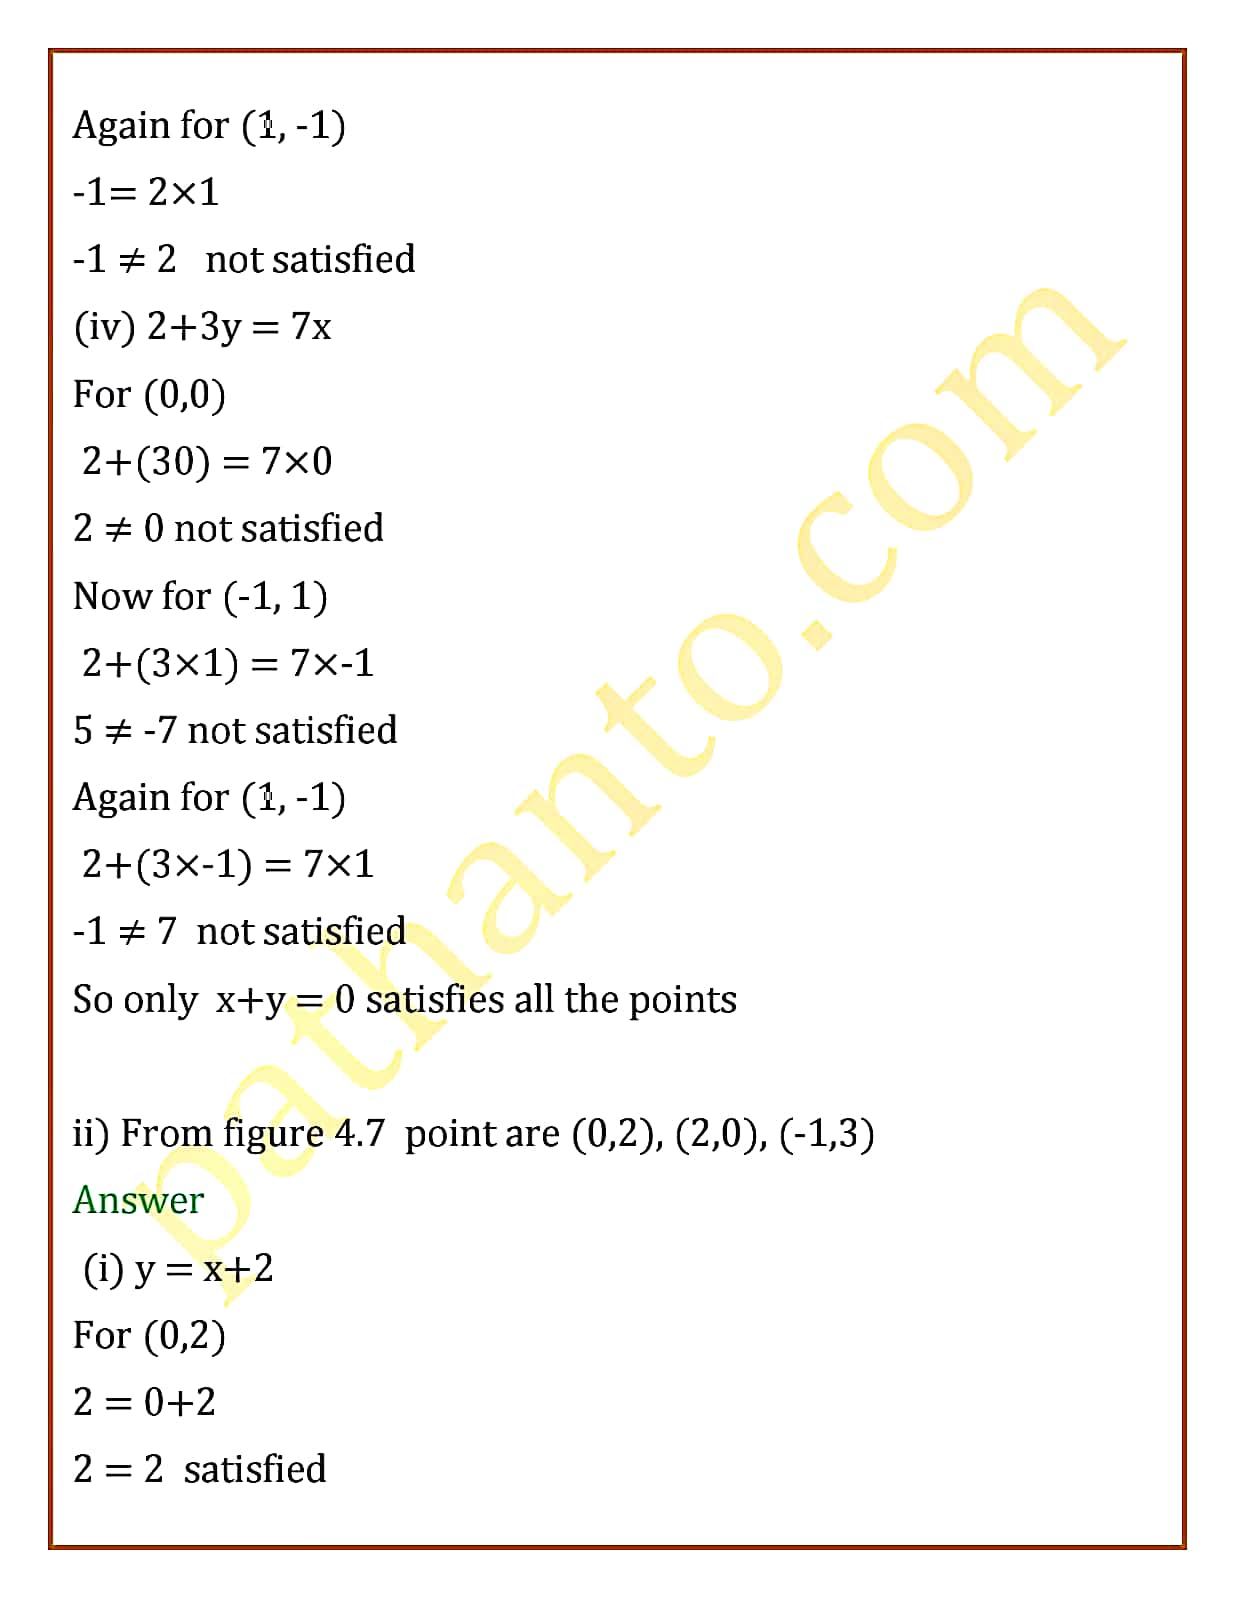 Again for (1, -1)
-1= 2×1
-1 ≠ 2 not satisfied
(iv) 2+3y = 7x
For (0,0)
2+(30) = 7×0
2 ≠ 0 not satisfied
Now for (-1, 1)
2+(3×1) = 7×-1
5 ≠ -7 not satisfied
Again for (1, -1)
2+(3×-1) = 7×1
-1 ≠ 7 not satisfied
So only x+y = 0 satisfies all the points
ii) From figure 4.7 point are (0,2), (2,0), (-1,3)
Answer
(i) y = x+2
For (0,2)
2 = 0+2
2 = 2 satisfied
pathanto.com